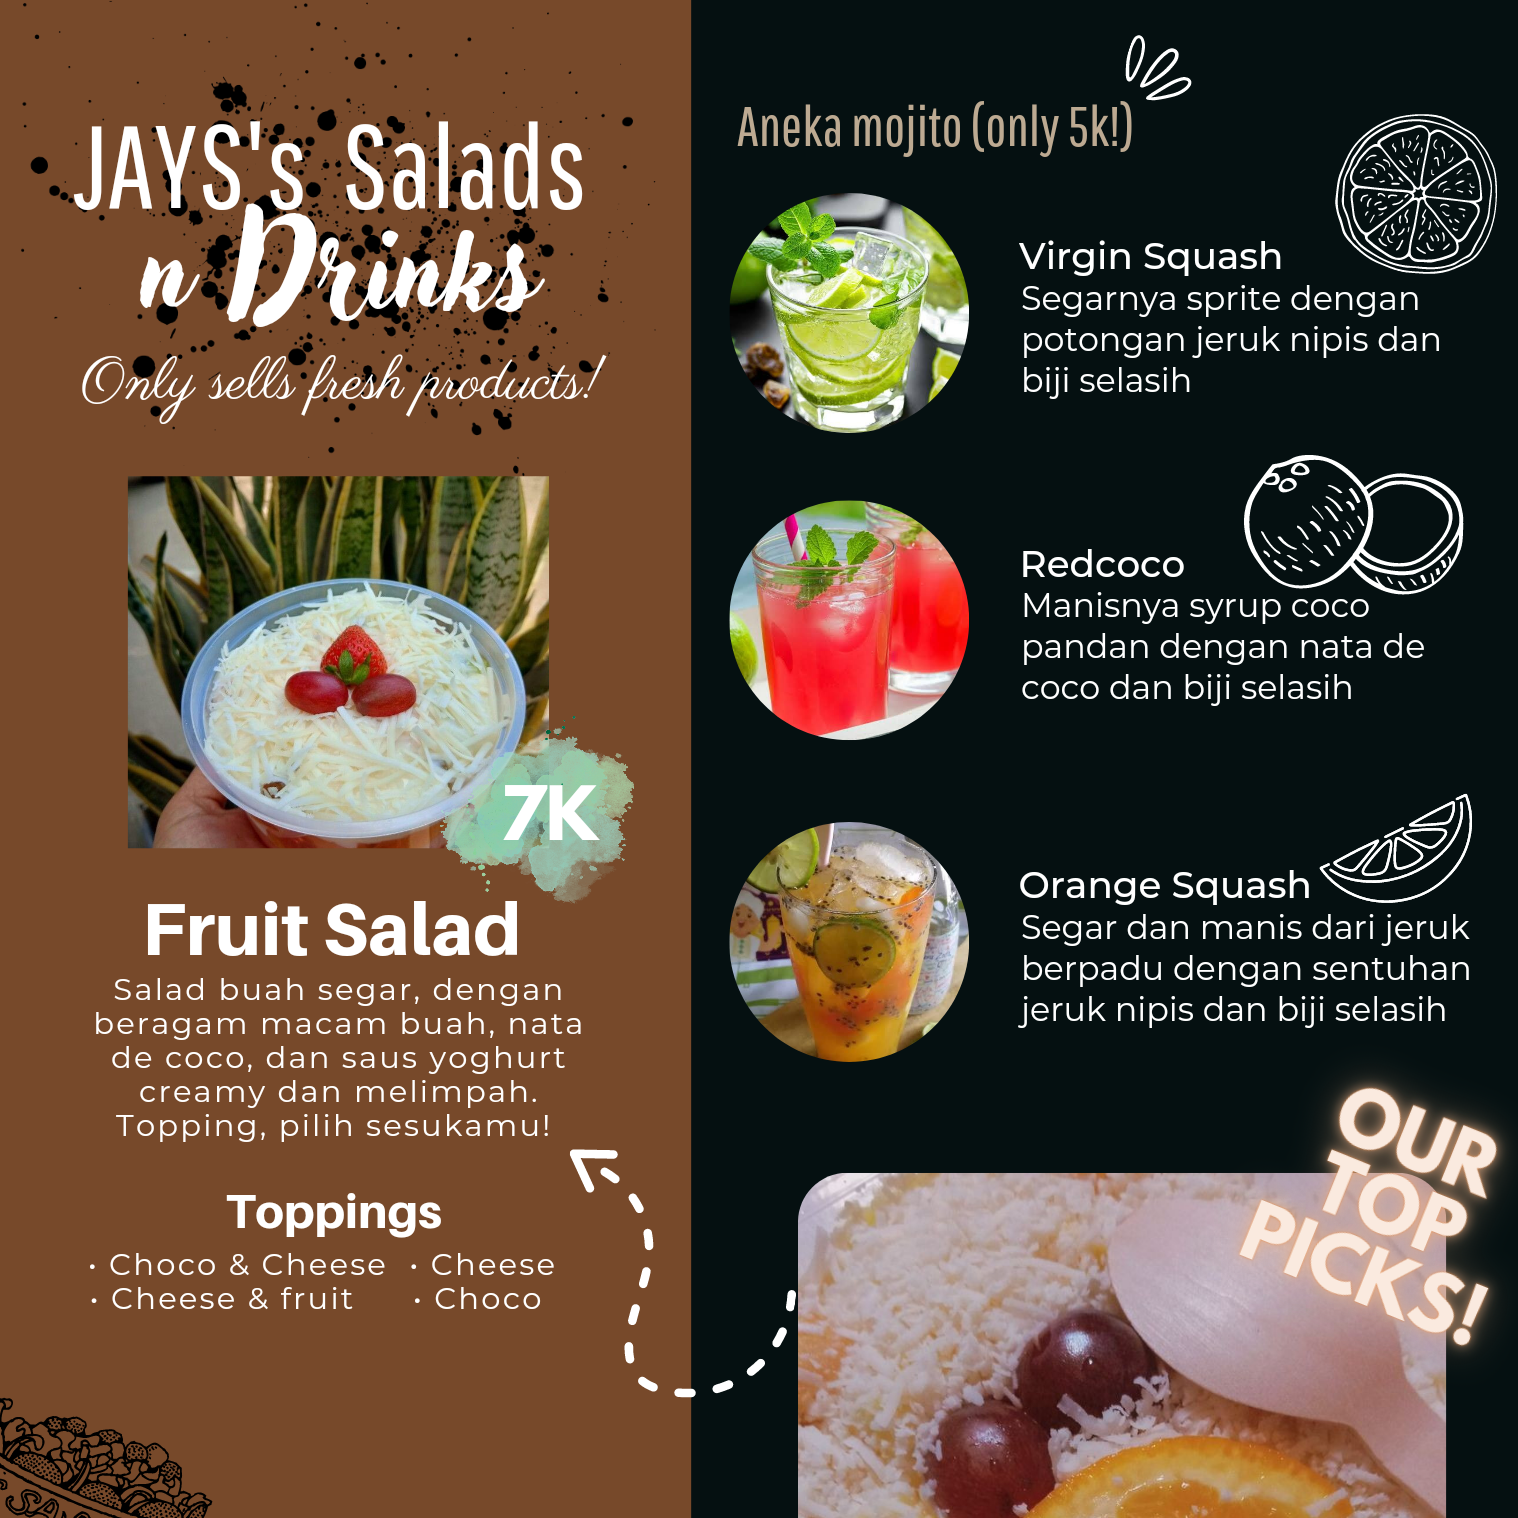 JAYS's Salads
n Drinks
Only sells fresh products!
7K
Fruit Salad
Salad buah segar, dengan
beragam macam buah, nata
de coco, dan saus yoghurt
creamy dan melimpah.
Topping, pilih sesukamu!
Toppings
• Choco & Cheese • Cheese
• Cheese & fruit • Choco
Aneka mojito (only 5k!)
Virgin Squash
Segarnya sprite dengan
potongan jeruk nipis dan
biji selasih
Redcoco
Manisnya syrup coco
pandan dengan nata de
coco dan biji selasih
Orange Squash
Segar dan manis dari jeruk
berpadu dengan sentuhan
jeruk nipis dan biji selasih
OUR
TOP
PICKS!